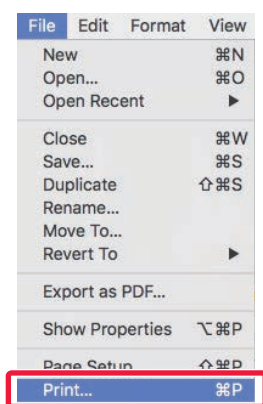 File Edit Format View
New ⌘N
Open... ⌘O
Open Recent ▶
Close ⌘W
Save... ⌘S
Duplicate ⇧⌘S
Rename...
Move To...
Revert To ▶
Export as PDF...
Show Properties ⌥⌘P
Page Setup ⇧⌘P
Print... ⌘P